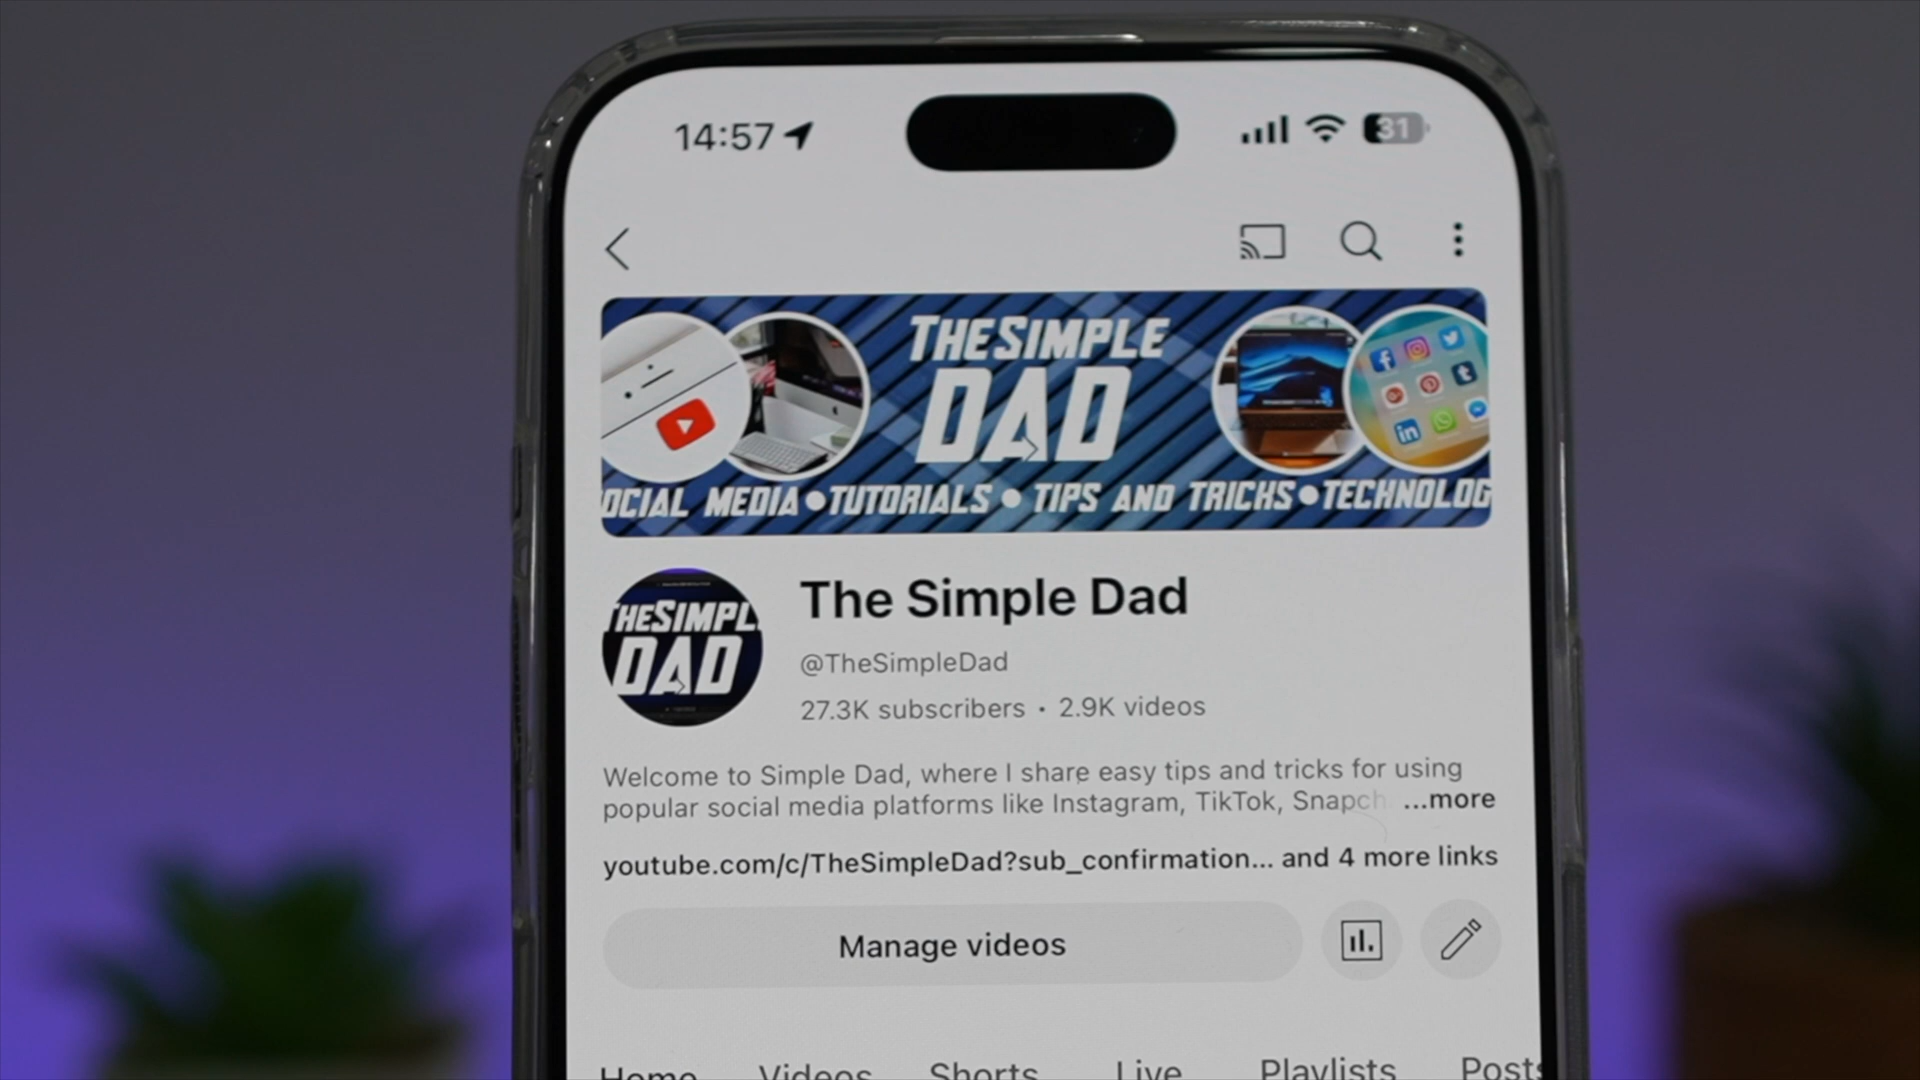 14:57
31
THE SIMPLE
DAD
OCIAL MEDIA●TUTORIALS ● TIPS AND TRICKS●TECHNOLOG
THESIMPL
DAD
The Simple Dad
@TheSimpleDad
27.3K subscribers • 2.9K videos
Welcome to Simple Dad, where I share easy tips and tricks for using
popular social media platforms like Instagram, TikTok, Snapch ...more
youtube.com/c/TheSimpleDad?sub_confirmation... and 4 more links
Manage videos
Home Videos Shorts Live Playlists Posts